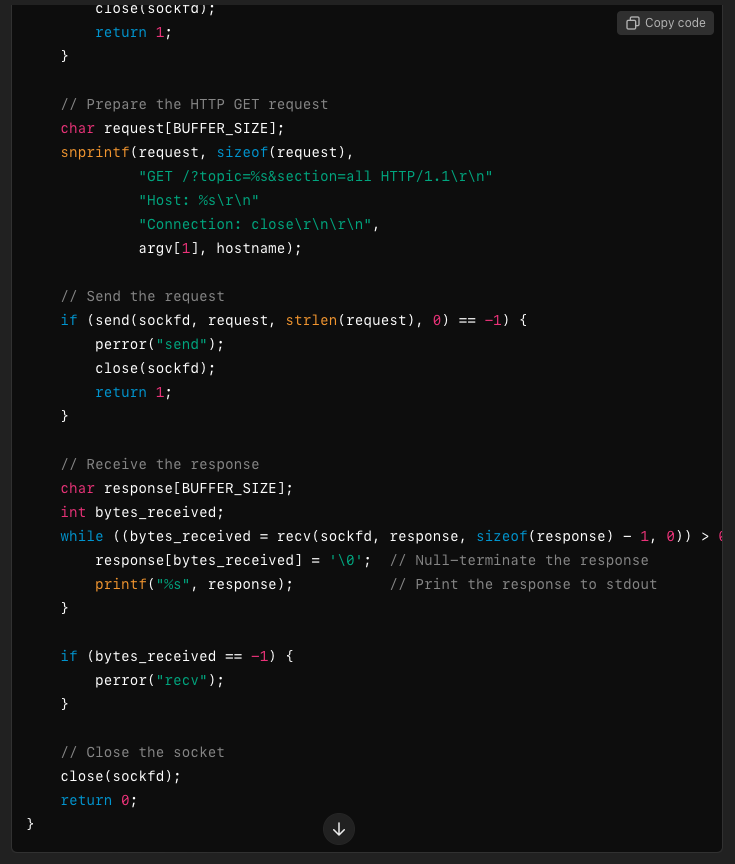 close(sockfd);
Copy code
return 1;
}
// Prepare the HTTP GET request
char request[BUFFER_SIZE];
snprintf(request, sizeof(request),
"GET /?topic=%s&section=all HTTP/1.1\r\n"
"Host: %s\r\n"
"Connection: close\r\n\r\n",
argv[1], hostname);
// Send the request
if (send(sockfd, request, strlen(request), 0) == -1) {
perror("send");
close(sockfd);
return 1;
}
// Receive the response
char response[BUFFER_SIZE];
int bytes_received;
while ((bytes_received = recv(sockfd, response, sizeof(response) - 1, 0)) >
response[bytes_received] = '\0';  // Null-terminate the response
printf("%s", response);           // Print the response to stdout
}
if (bytes_received == -1) {
perror("recv");
}
// Close the socket
close(sockfd);
return 0;
}